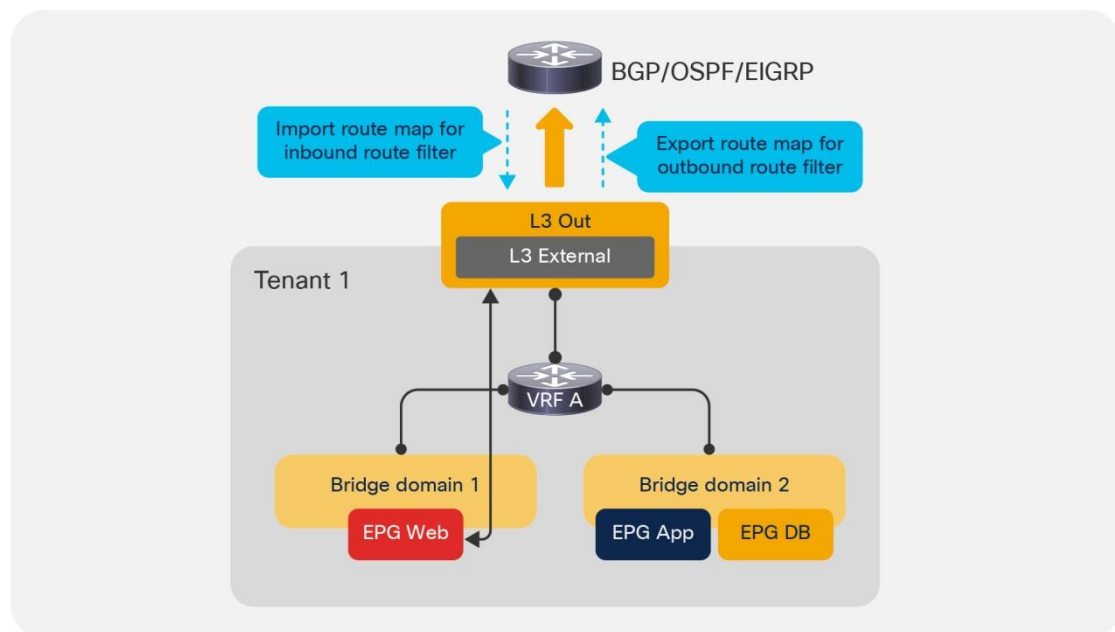 BGP/OSPF/EIGRP
Import route map for
inbound route filter
Export route map for
outbound route filter
L3 Out
L3 External
Tenant 1
VRF A
Bridge domain 1
EPG Web
Bridge domain 2
EPG App
EPG DB